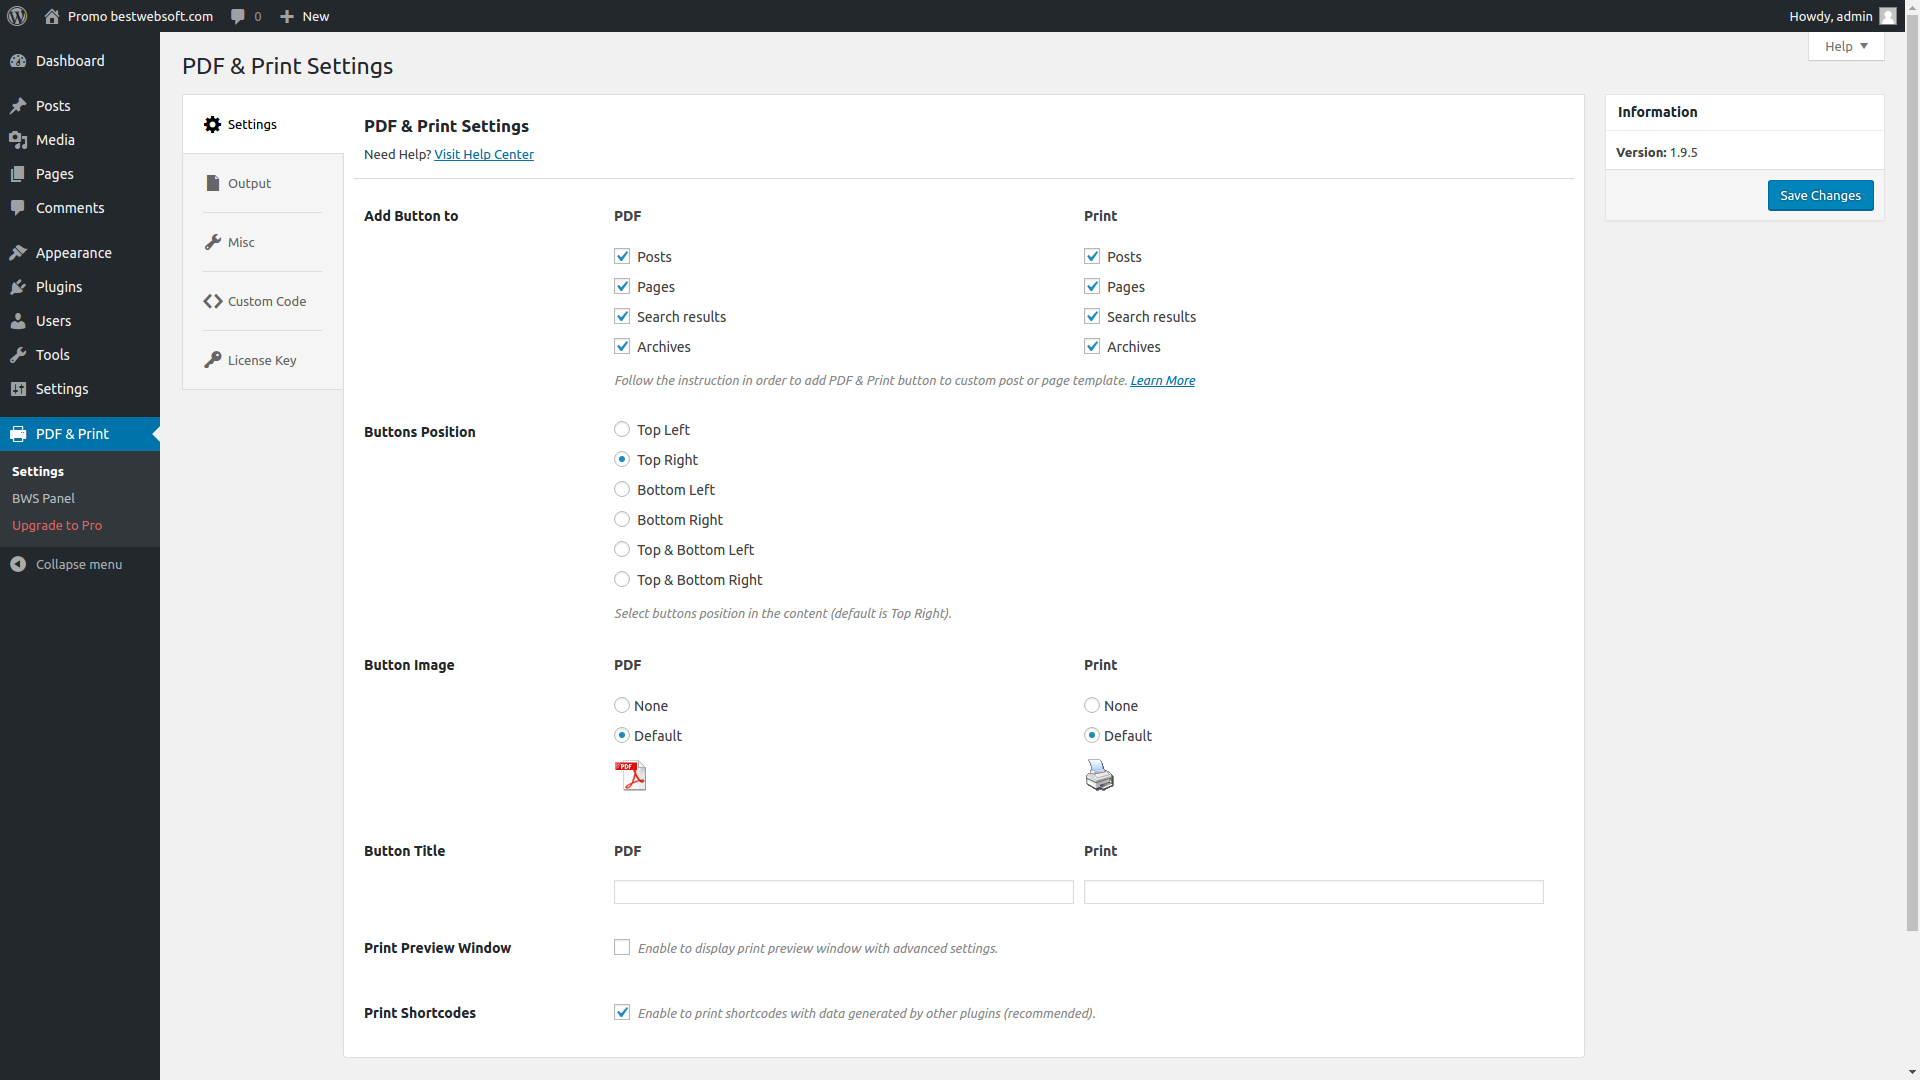 Promo bestwebsoft.com 0 New Howdy, admin
Help
Dashboard
Posts
Media
Pages
Comments
Appearance
Plugins
Users
Tools
Settings
PDF & Print
Settings
BWS Panel
Upgrade to Pro
Collapse menu
PDF & Print Settings
Settings
Output
Misc
Custom Code
License Key
PDF & Print Settings
Need Help? Visit Help Center
Add Button to
PDF
Posts
Pages
Search results
Archives
Print
Posts
Pages
Search results
Archives
Follow the instruction in order to add PDF & Print button to custom post or page template. Learn More
Buttons Position
Top Left
Top Right
Bottom Left
Bottom Right
Top & Bottom Left
Top & Bottom Right
Select buttons position in the content (default is Top Right).
Button Image
PDF
None
Default
PDF
Print
None
Default
Button Title
PDF
Print
Print Preview Window
Enable to display print preview window with advanced settings.
Print Shortcodes
Enable to print shortcodes with data generated by other plugins (recommended).
Information
Version: 1.9.5
Save Changes